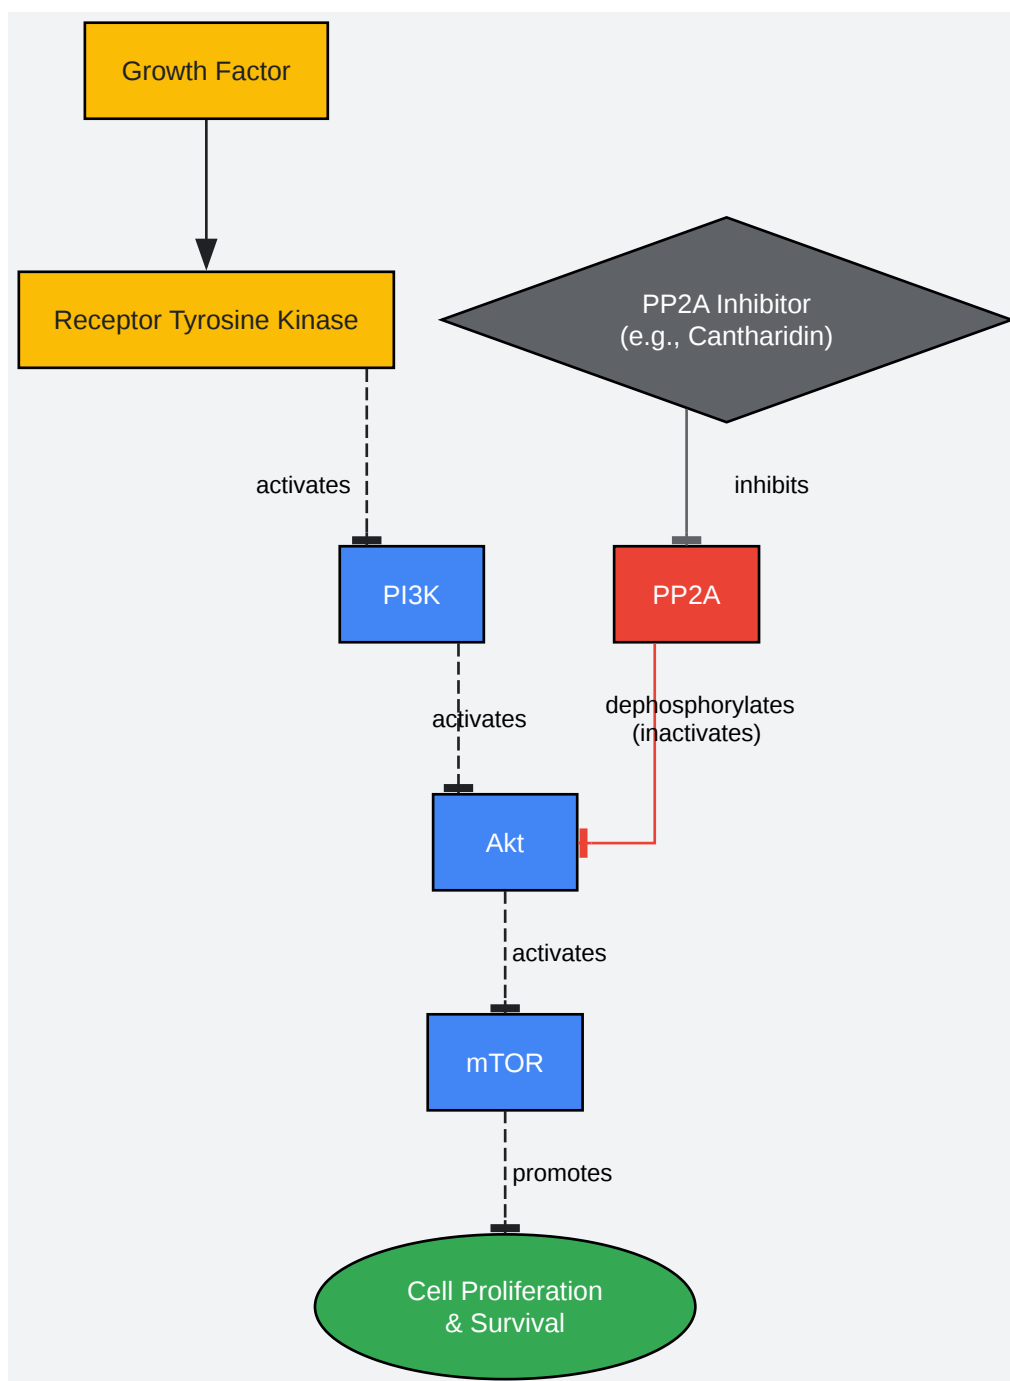 Growth Factor
PP2A Inhibitor
(e.g., Cantharidin)
Receptor Tyrosine Kinase
activates
inhibits
PI3K
PP2A
activates
dephosphorylates
(inactivates)
Akt
activates
mTOR
promotes
Cell Proliferation
& Survival